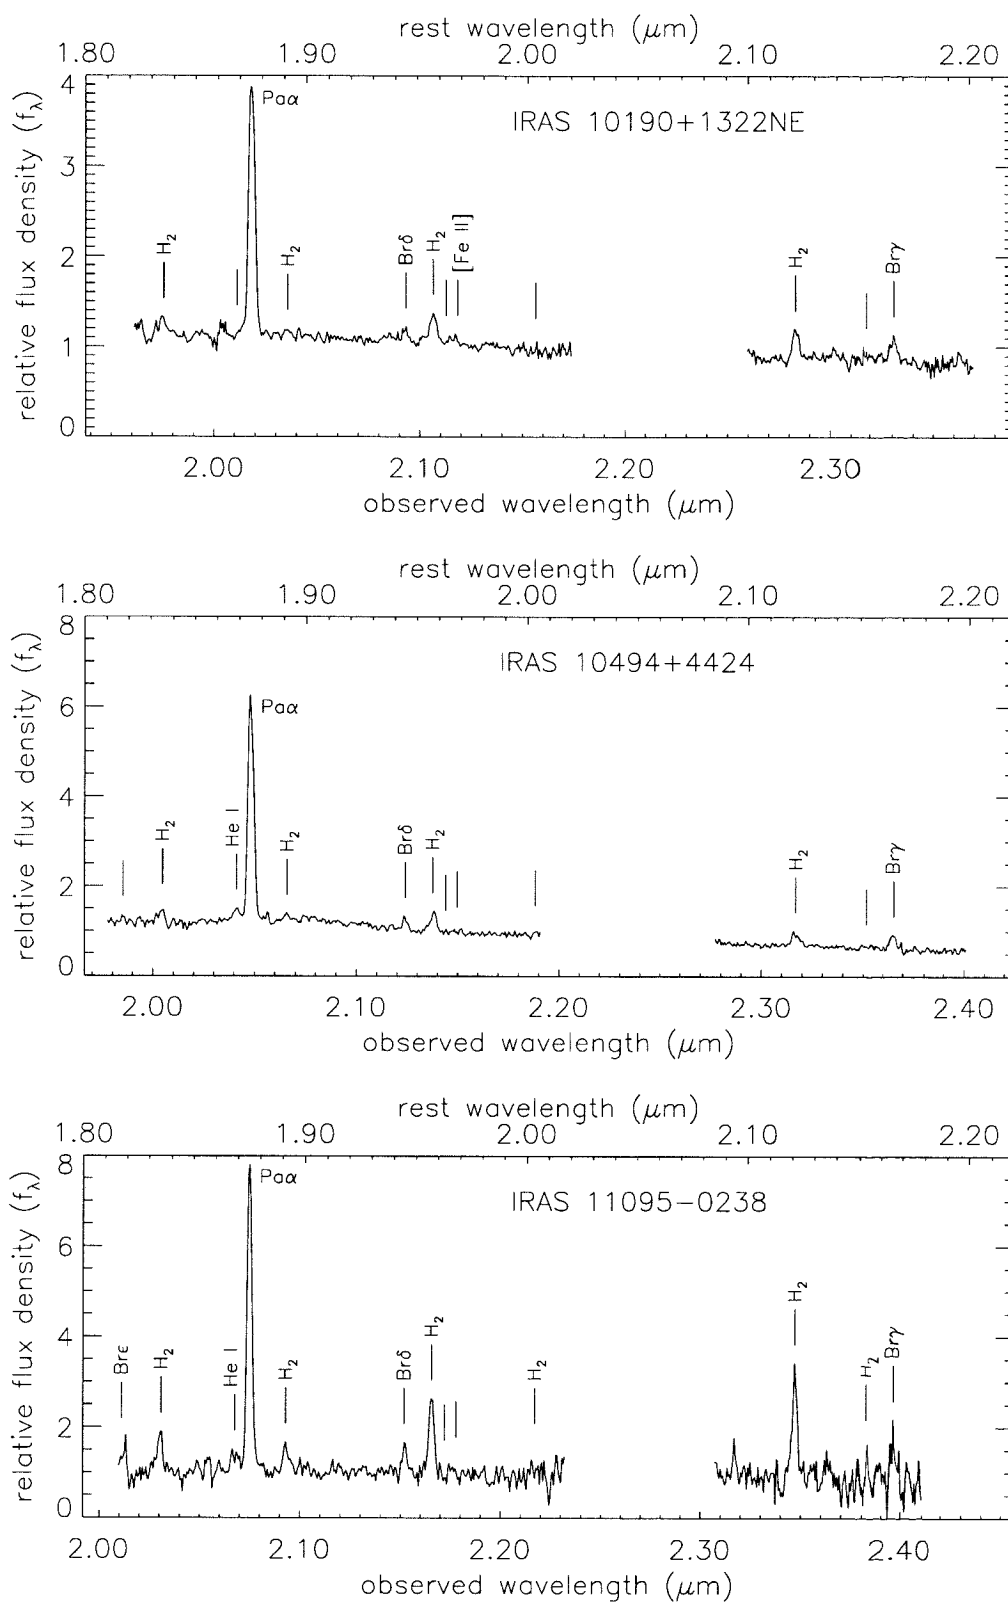 rest wavelength (μm)
1.80 1.90 2.00 2.10 2.20
relative flux density (fλ)
4
3
2
1
0
IRAS 10190+1322NE
Paα
H2
H2
Brδ
H2
[Fe II]
H2
Brγ
2.00 2.10 2.20 2.30
observed wavelength (μm)
rest wavelength (μm)
1.80 1.90 2.00 2.10 2.20
relative flux density (fλ)
8
6
4
2
0
IRAS 10494+4424
Paα
H2
He I
H2
Brδ
H2
H2
Brγ
2.00 2.10 2.20 2.30 2.40
observed wavelength (μm)
rest wavelength (μm)
1.80 1.90 2.00 2.10 2.20
relative flux density (fλ)
8
6
4
2
0
IRAS 11095−0238
Paα
Brε
H2
He I
H2
Brδ
H2
H2
H2
H2
Brγ
2.00 2.10 2.20 2.30 2.40
observed wavelength (μm)